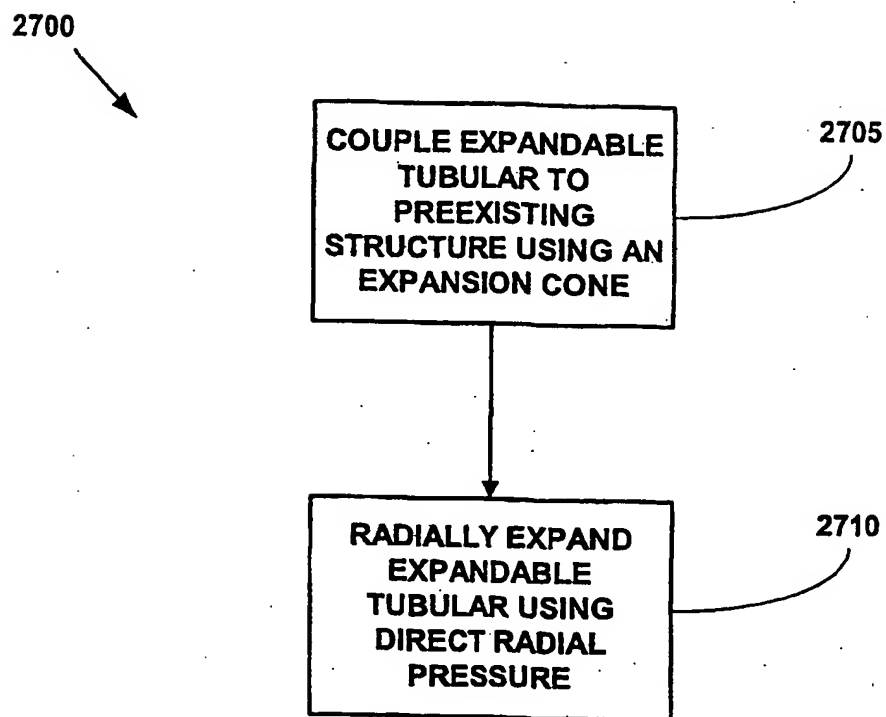 2700
COUPLE EXPANDABLE
TUBULAR TO
PREEXISTING
STRUCTURE USING AN
EXPANSION CONE
2705
RADIALLY EXPAND
EXPANDABLE
TUBULAR USING
DIRECT RADIAL
PRESSURE
2710